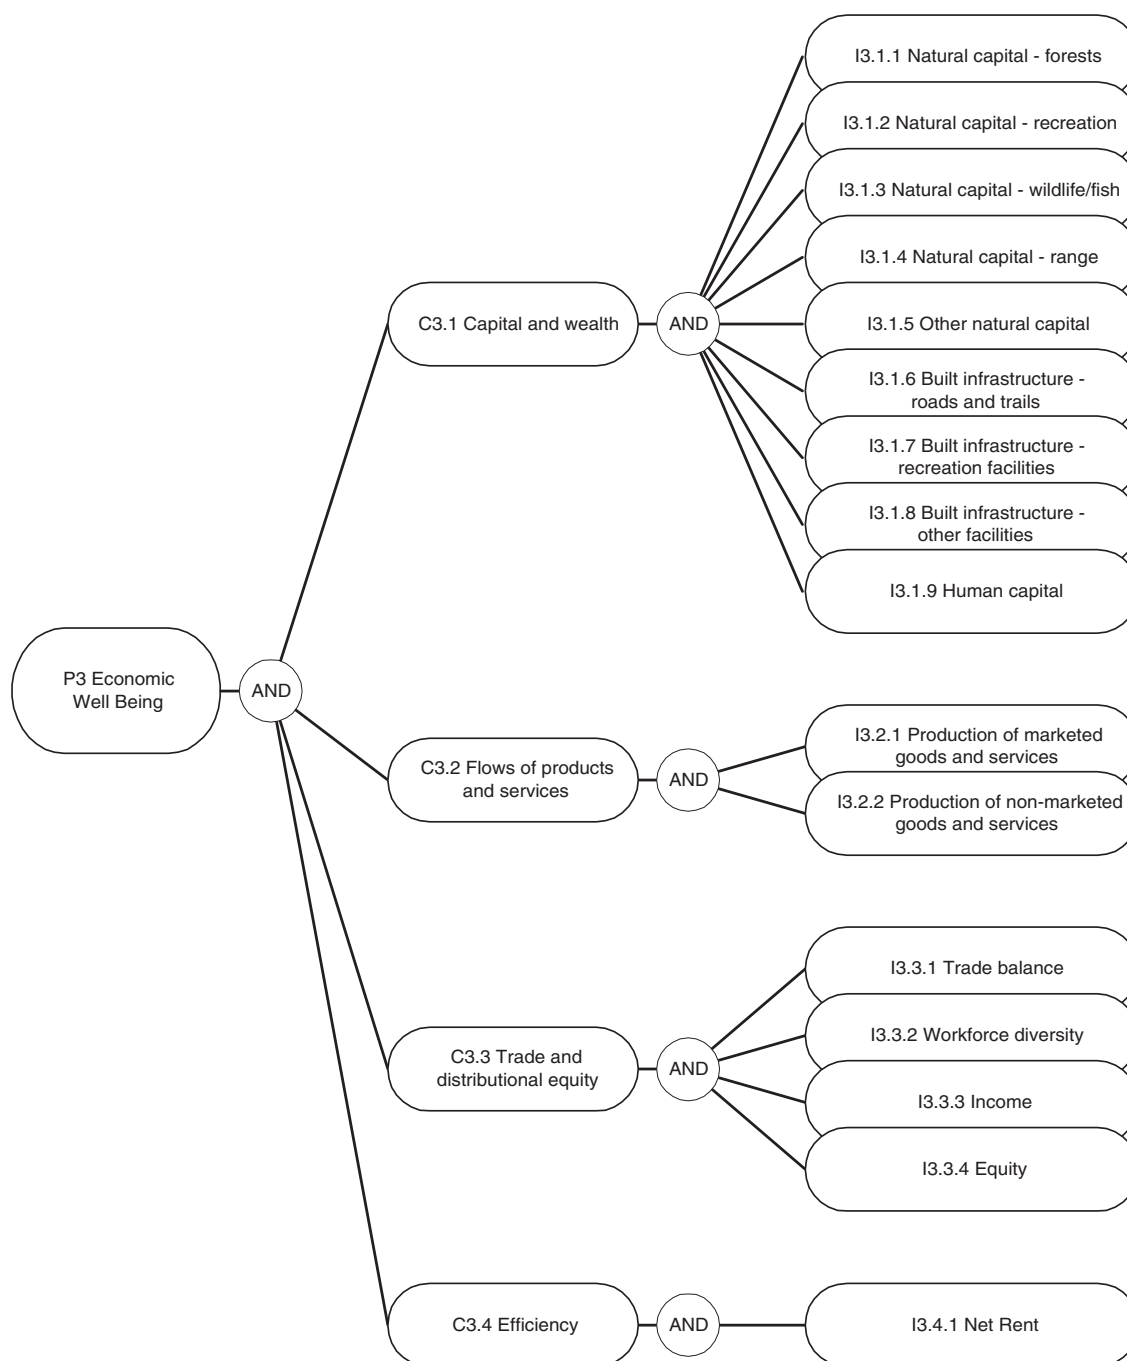 I3.1.1 Natural capital - forests
I3.1.2 Natural capital - recreation
I3.1.3 Natural capital - wildlife/fish
I3.1.4 Natural capital - range
C3.1 Capital and wealth
AND
I3.1.5 Other natural capital
I3.1.6 Built infrastructure -
roads and trails
I3.1.7 Built infrastructure -
recreation facilities
I3.1.8 Built infrastructure -
other facilities
I3.1.9 Human capital
P3 Economic
Well Being
AND
C3.2 Flows of products
and services
AND
I3.2.1 Production of marketed
goods and services
I3.2.2 Production of non-marketed
goods and services
C3.3 Trade and
distributional equity
AND
I3.3.1 Trade balance
I3.3.2 Workforce diversity
I3.3.3 Income
I3.3.4 Equity
C3.4 Efficiency
AND
I3.4.1 Net Rent